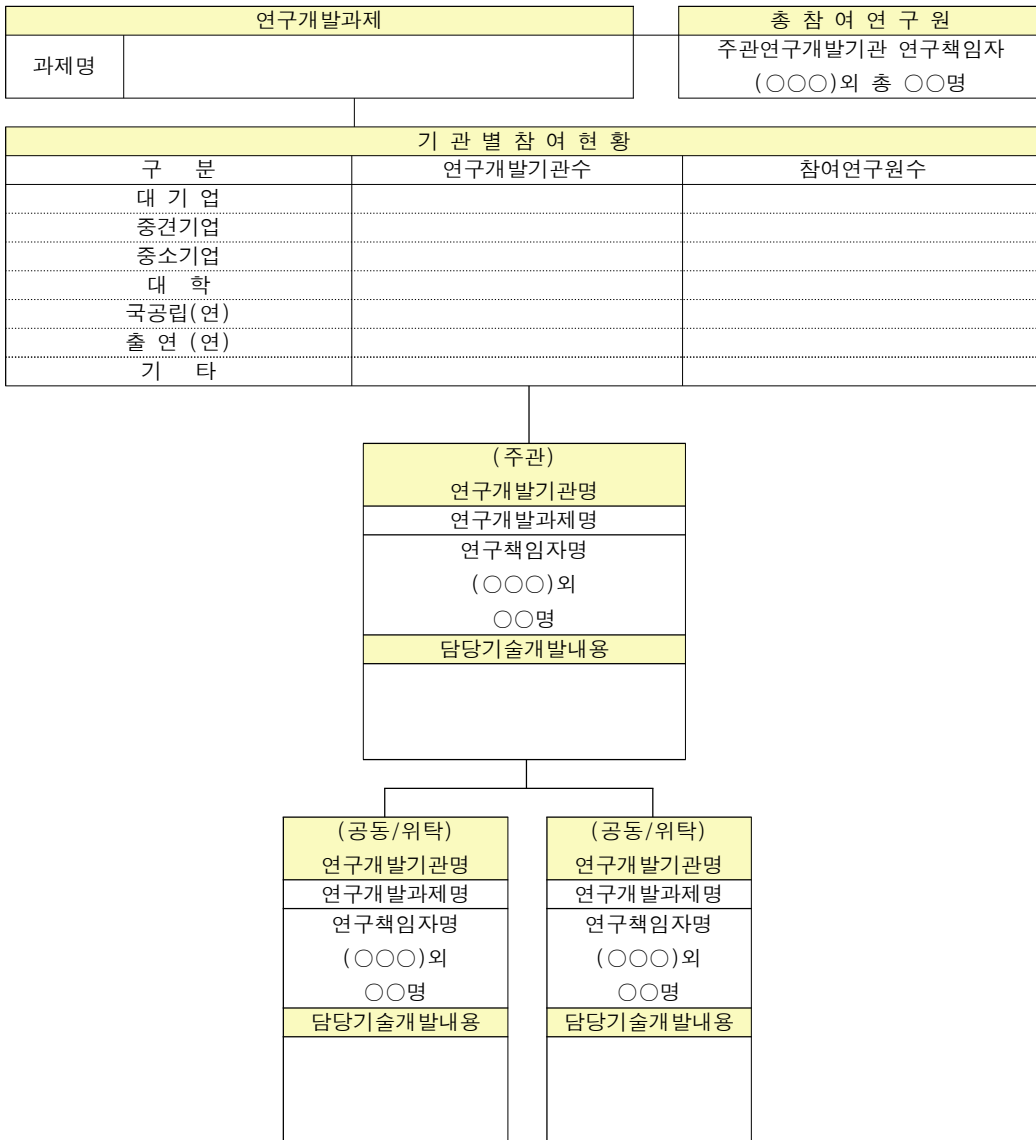 연구개발과제
총 참 여 연 구 원
과제명
주관연구개발기관 연구책임자
(○○○)외 총 ○○명
기 관 별 참 여 현 황
구 분 연구개발기관수 참여연구원수
대 기 업
중견기업
중소기업
대 학
국공립(연)
출 연 (연)
기 타
(주관)
연구개발기관명
연구개발과제명
연구책임자명
(○○○)외
○○명
담당기술개발내용
(공동/위탁)
연구개발기관명
연구개발과제명
연구책임자명
(○○○)외
○○명
담당기술개발내용
(공동/위탁)
연구개발기관명
연구개발과제명
연구책임자명
(○○○)외
○○명
담당기술개발내용